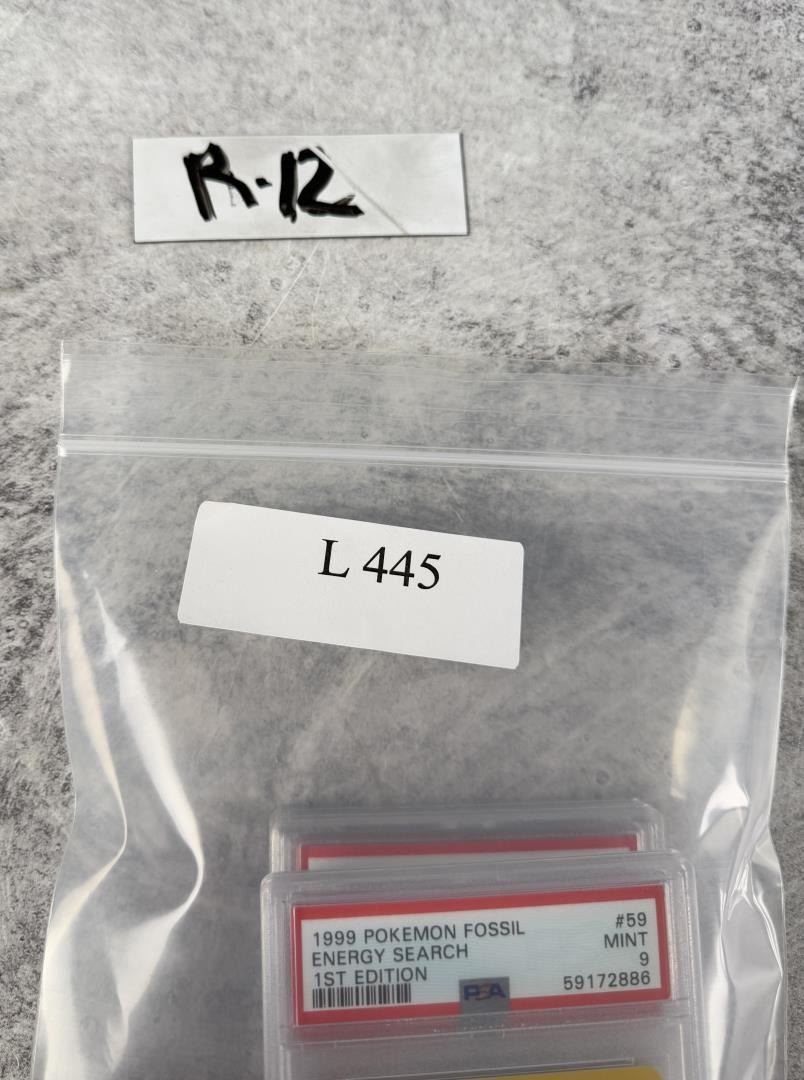 R-12
L 445
1999 POKEMON FOSSIL #59
ENERGY SEARCH MINT
1ST EDITION 9
PSA 59172886